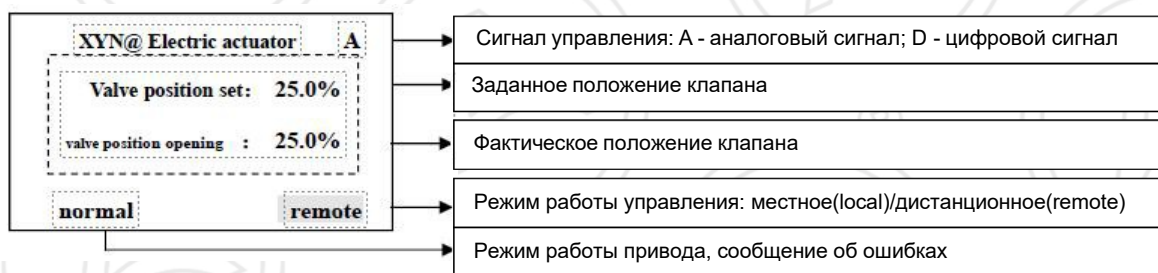 XYN@ Electric actuator A
Сигнал управления: A - аналоговый сигнал; D - цифровой сигнал
Valve position set: 25.0%
Заданное положение клапана
valve position opening : 25.0%
Фактическое положение клапана
normal remote
Режим работы управления: местное(local)/дистанционное(remote)
Режим работы привода, сообщение об ошибках